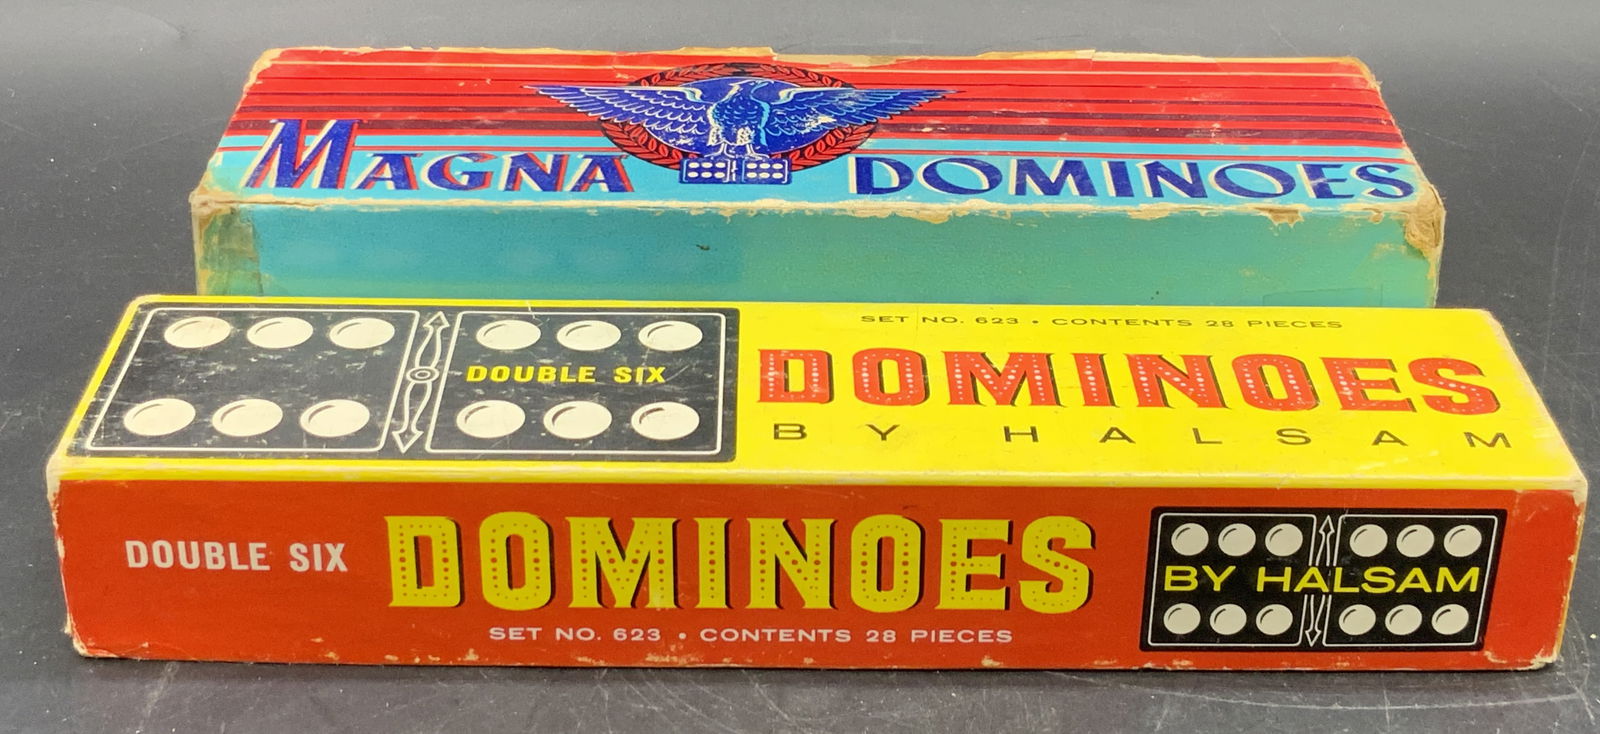 MAGNA DOMINOES
SET NO. 623 • CONTENTS 28 PIECES
DOUBLE SIX
DOMINOES
BY HALSAM
DOUBLE SIX
DOMINOES
BY HALSAM
SET NO. 623 • CONTENTS 28 PIECES